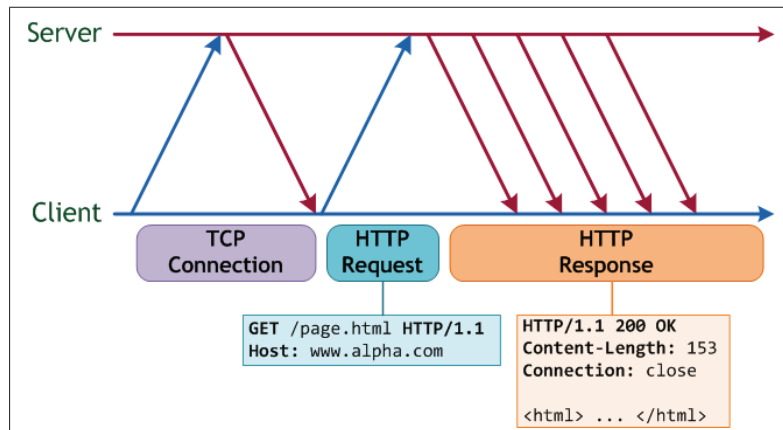 Server
Client
TCP
Connection
HTTP
Request
HTTP
Response
GET /page.html HTTP/1.1
Host: www.alpha.com
HTTP/1.1 200 OK
Content-Length: 153
Connection: close
<html> ... </html>